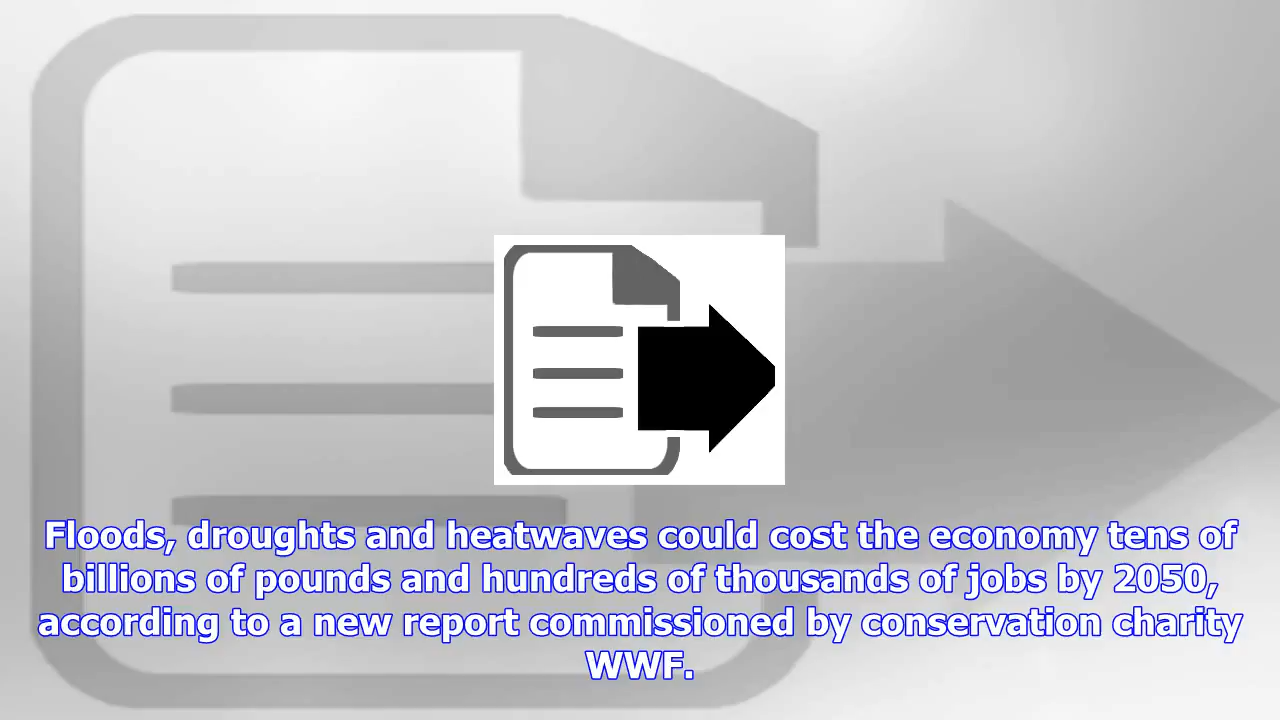 Floods, droughts and heatwaves could cost the economy tens of
billions of pounds and hundreds of thousands of jobs by 2050,
according to a new report commissioned by conservation charity
WWF.